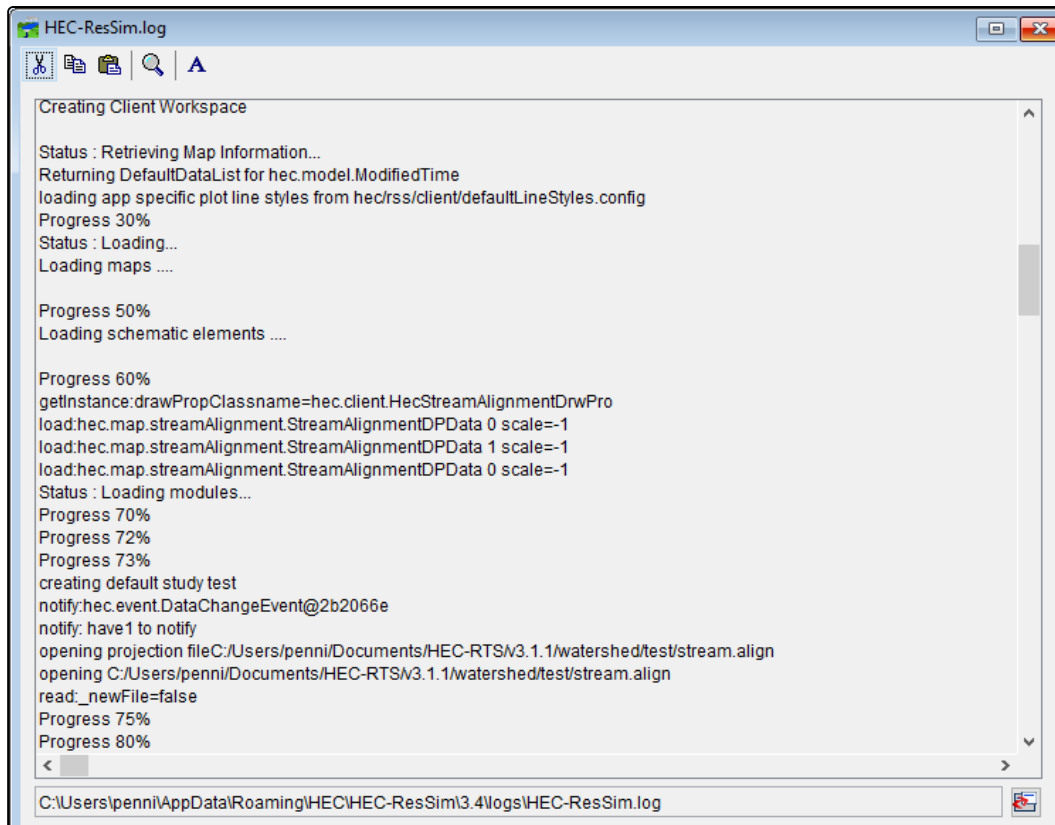 HEC-ResSim.log
A
Creating Client Workspace
Status : Retrieving Map Information...
Returning DefaultDataList for hec.model.ModifiedTime
loading app specific plot line styles from hec/rss/client/defaultLineStyles.config
Progress 30%
Status : Loading...
Loading maps ....
Progress 50%
Loading schematic elements ....
Progress 60%
getInstance:drawPropClassname=hec.client.HecStreamAlignmentDrwPro
load:hec.map.streamAlignment.StreamAlignmentDPData 0 scale=-1
load:hec.map.streamAlignment.StreamAlignmentDPData 1 scale=-1
load:hec.map.streamAlignment.StreamAlignmentDPData 0 scale=-1
Status : Loading modules...
Progress 70%
Progress 72%
Progress 73%
creating default study test
notify:hec.event.DataChangeEvent@2b2066e
notify: have1 to notify
opening projection fileC:/Users/penni/Documents/HEC-RTS/v3.1.1/watershed/test/stream.align
opening C:/Users/penni/Documents/HEC-RTS/v3.1.1/watershed/test/stream.align
read:_newFile=false
Progress 75%
Progress 80%
C:\Users\penni\AppData\Roaming\HEC\HEC-ResSim\3.4\logs\HEC-ResSim.log